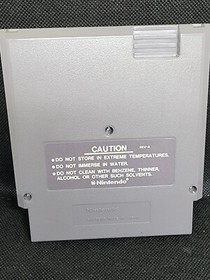 CAUTION
REV-A
•DO NOT STORE IN EXTREME TEMPERATURES.
•DO NOT IMMERSE IN WATER.
•DO NOT CLEAN WITH BENZENE, THINNER,
ALCOHOL OR OTHER SUCH SOLVENTS.
Nintendo